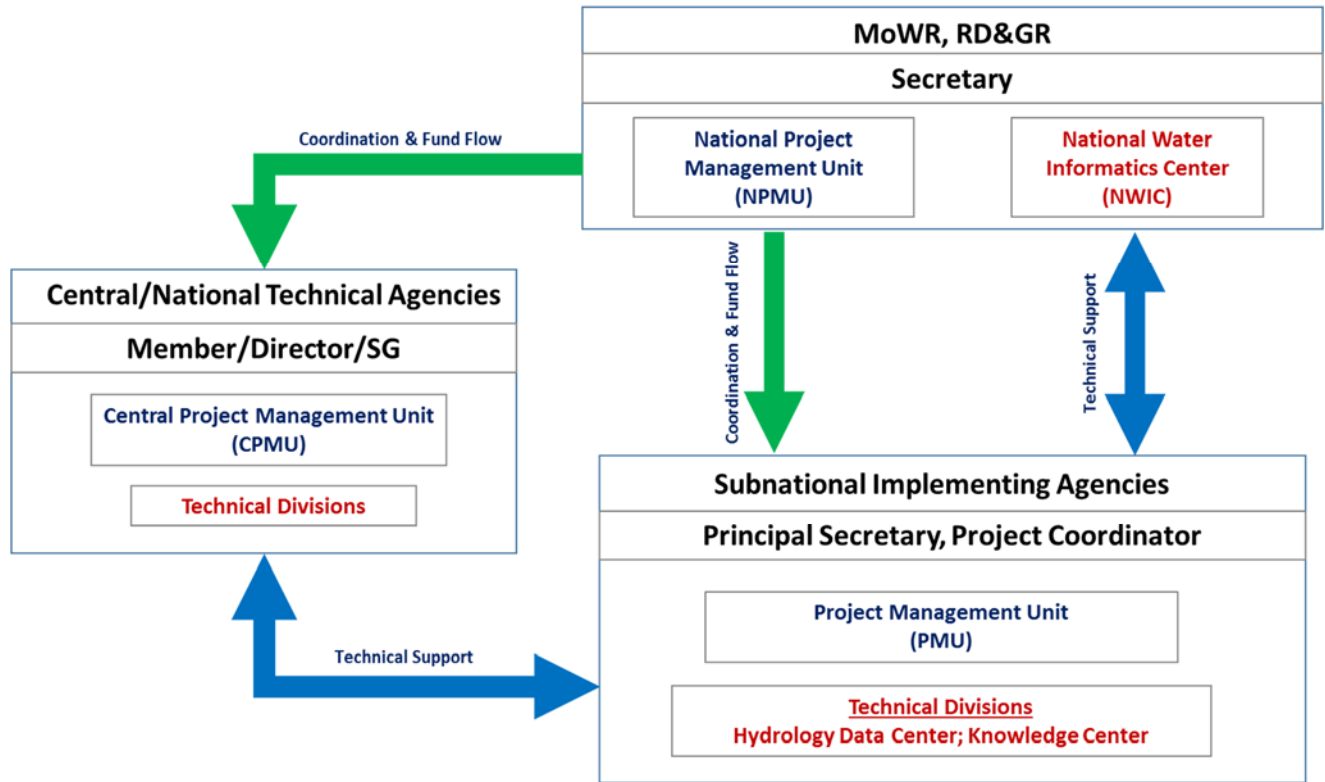 MoWR, RD&GR
Secretary
National Project
Management Unit
(NPMU)
National Water
Informatics Center
(NWIC)
Coordination & Fund Flow
Coordination & Fund Flow
Technical Support
Central/National Technical Agencies
Member/Director/SG
Central Project Management Unit
(CPMU)
Technical Divisions
Technical Support
Subnational Implementing Agencies
Principal Secretary, Project Coordinator
Project Management Unit
(PMU)
Technical Divisions
Hydrology Data Center; Knowledge Center